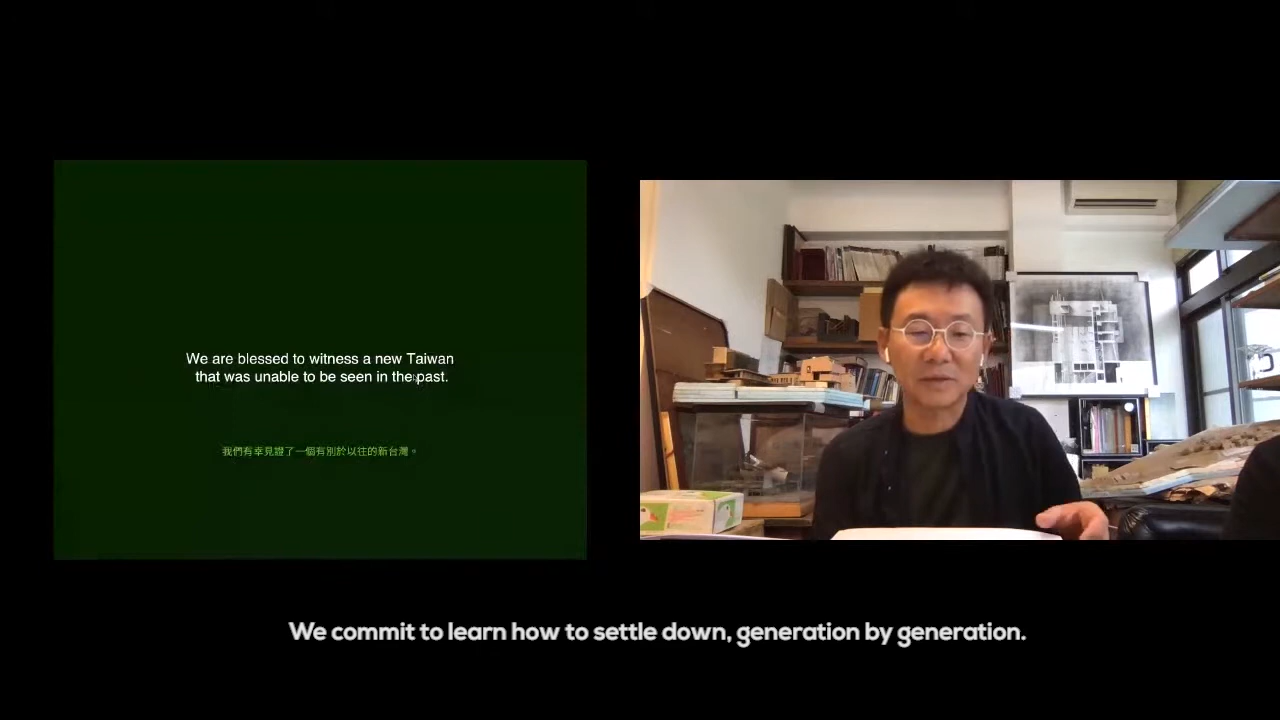 We are blessed to witness a new Taiwan
that was unable to be seen in the past.
我們有幸見證了一個有別於以往的新台灣。
We commit to learn how to settle down, generation by generation.